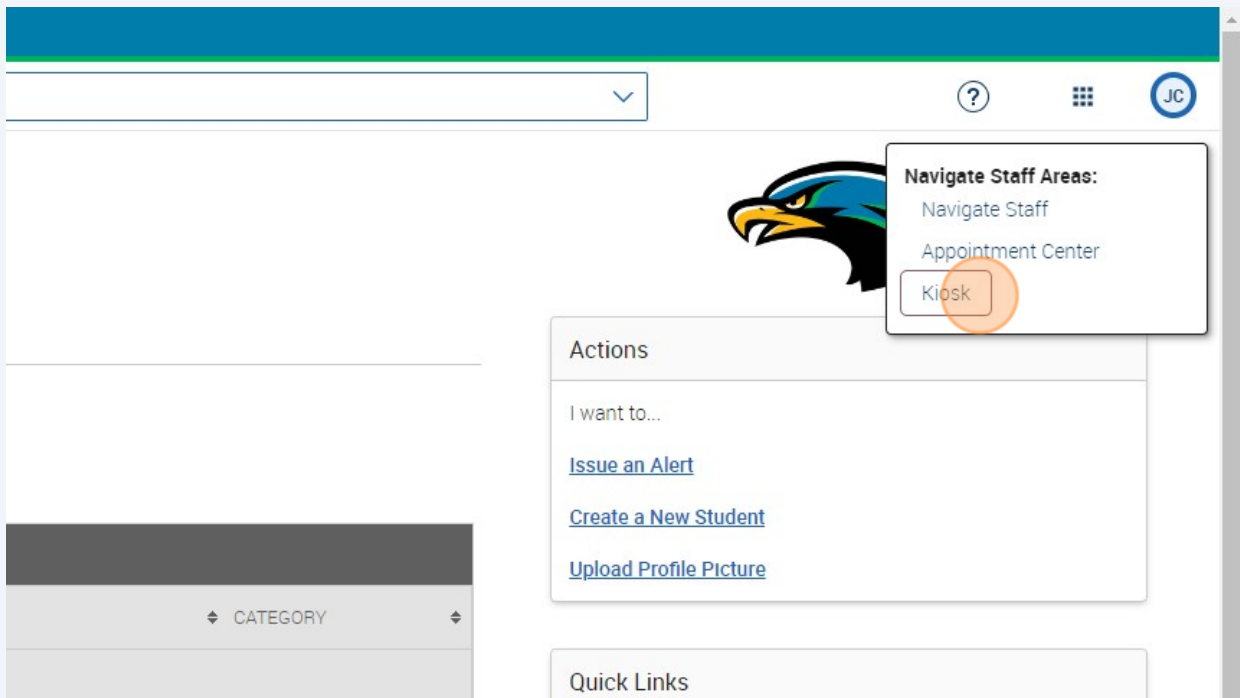 ?
JC
Navigate Staff Areas:
Navigate Staff
Appointment Center
Kiosk
Actions
I want to...
Issue an Alert
Create a New Student
Upload Profile Picture
CATEGORY
Quick Links